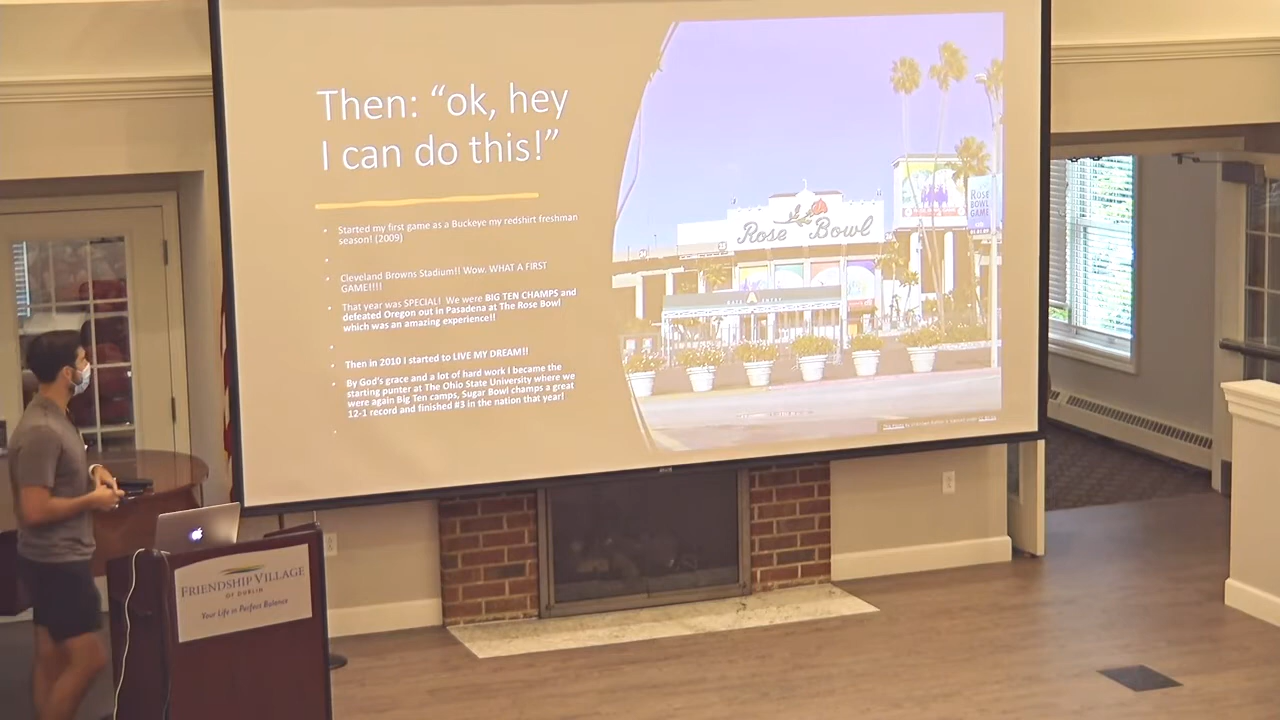 Then: “ok, hey
I can do this!”
Started my first game as a Buckeye my redshirt freshman
season! (2009)
Cleveland Browns Stadium!! Wow. WHAT A FIRST
GAME!!!!
That year was SPECIAL! We were BIG TEN CHAMPS and
defeated Oregon out in Pasadena at The Rose Bowl
which was an amazing experience!!
Then in 2010 I started to LIVE MY DREAM!!
By God's grace and a lot of hard work I became the
starting punter at The Ohio State University where we
were again Big Ten camps, Sugar Bowl champs a great
12-1 record and finished #3 in the nation that year!
Rose Bowl
ROSE
BOWL
GAME
FRIENDSHIP VILLAGE
OF DUBLIN
Your Life in Perfect Balance